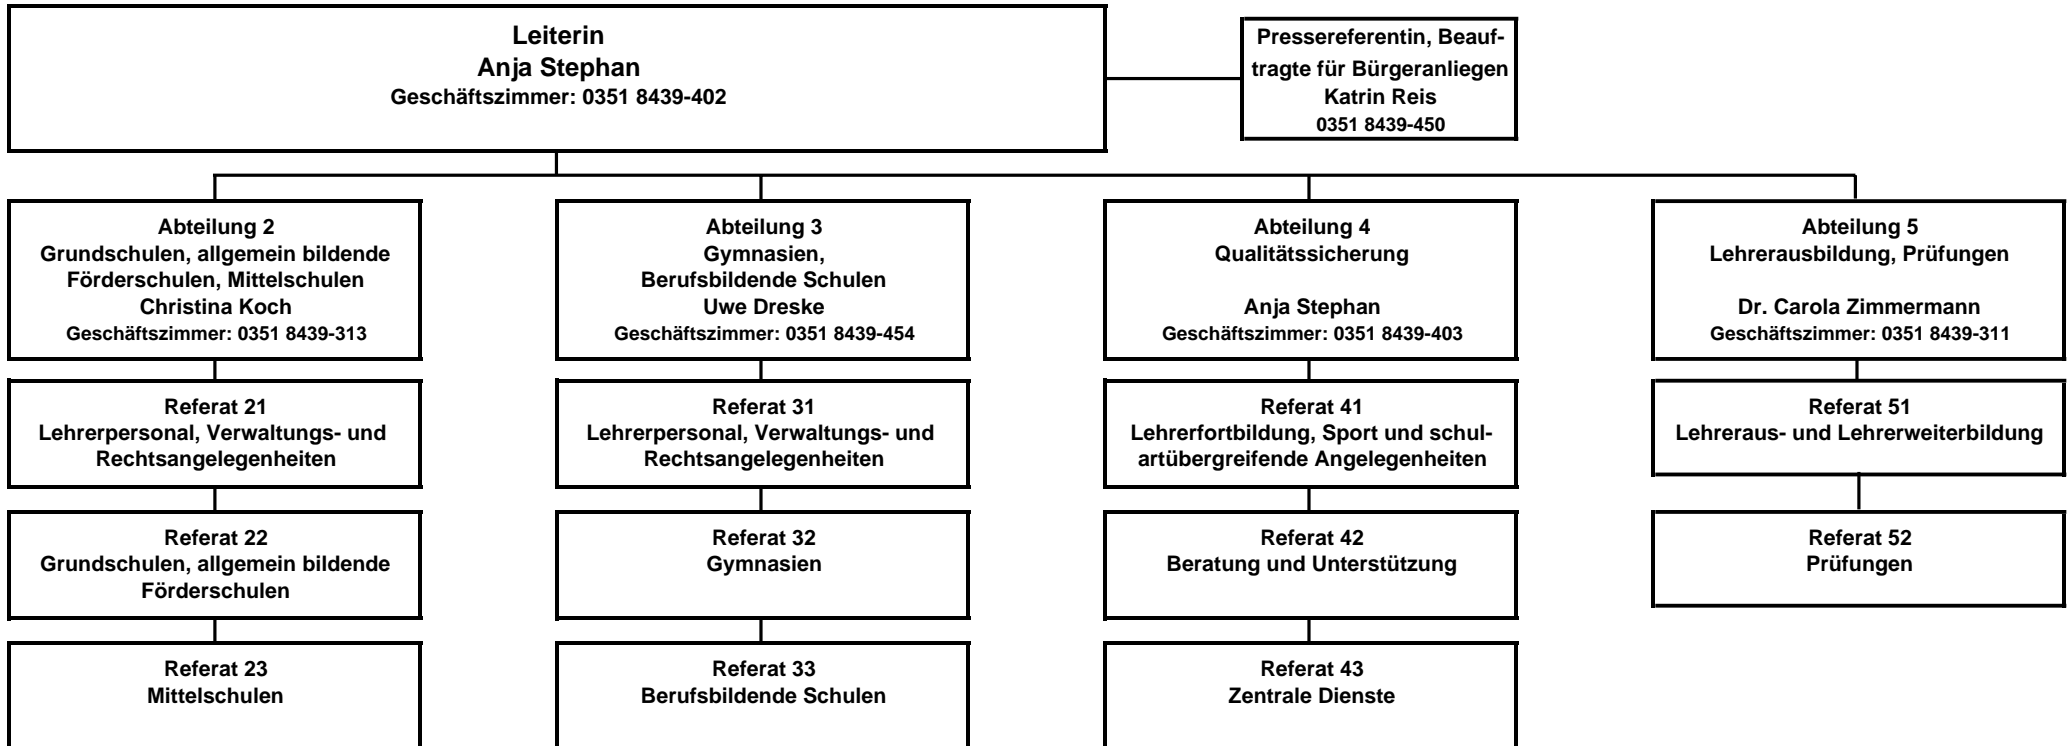 Leiterin
Anja Stephan
Geschäftszimmer: 0351 8439-402
Pressereferentin, Beauf-
tragte für Bürgeranliegen
Katrin Reis
0351 8439-450
Abteilung 2
Grundschulen, allgemein bildende
Förderschulen, Mittelschulen
Christina Koch
Geschäftszimmer: 0351 8439-313
Abteilung 3
Gymnasien,
Berufsbildende Schulen
Uwe Dreske
Geschäftszimmer: 0351 8439-454
Abteilung 4
Qualitätssicherung
Anja Stephan
Geschäftszimmer: 0351 8439-403
Abteilung 5
Lehrerausbildung, Prüfungen
Dr. Carola Zimmermann
Geschäftszimmer: 0351 8439-311
Referat 21
Lehrerpersonal, Verwaltungs- und
Rechtsangelegenheiten
Referat 31
Lehrerpersonal, Verwaltungs- und
Rechtsangelegenheiten
Referat 41
Lehrerfortbildung, Sport und schul-
artübergreifende Angelegenheiten
Referat 51
Lehreraus- und Lehrerweiterbildung
Referat 22
Grundschulen, allgemein bildende
Förderschulen
Referat 32
Gymnasien
Referat 42
Beratung und Unterstützung
Referat 52
Prüfungen
Referat 23
Mittelschulen
Referat 33
Berufsbildende Schulen
Referat 43
Zentrale Dienste